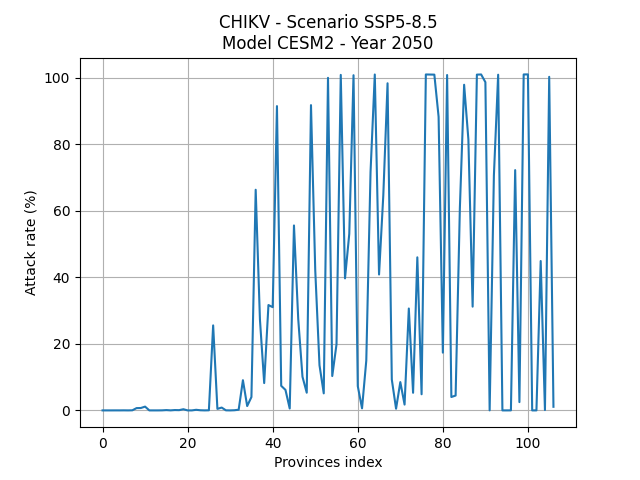 CHIKV - Scenario SSP5-8.5
Model CESM2 - Year 2050
Attack rate (%)
100
80
60
40
20
0
0 20 40 60 80 100
Provinces index